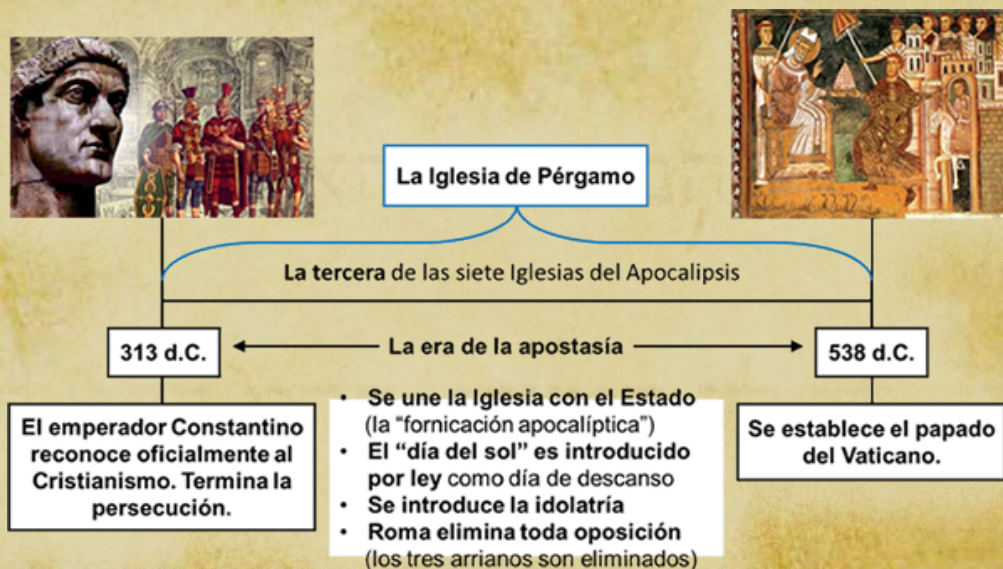 La Iglesia de Pérgamo
La tercera de las siete Iglesias del Apocalipsis
313 d.C.
La era de la apostasía
538 d.C.
El emperador Constantino
reconoce oficialmente al
Cristianismo. Termina la
persecución.
• Se une la Iglesia con el Estado
(la “fornicación apocalíptica”)
• El “día del sol” es introducido
por ley como día de descanso
• Se introduce la idolatría
• Roma elimina toda oposición
(los tres arrianos son eliminados)
Se establece el papado
del Vaticano.